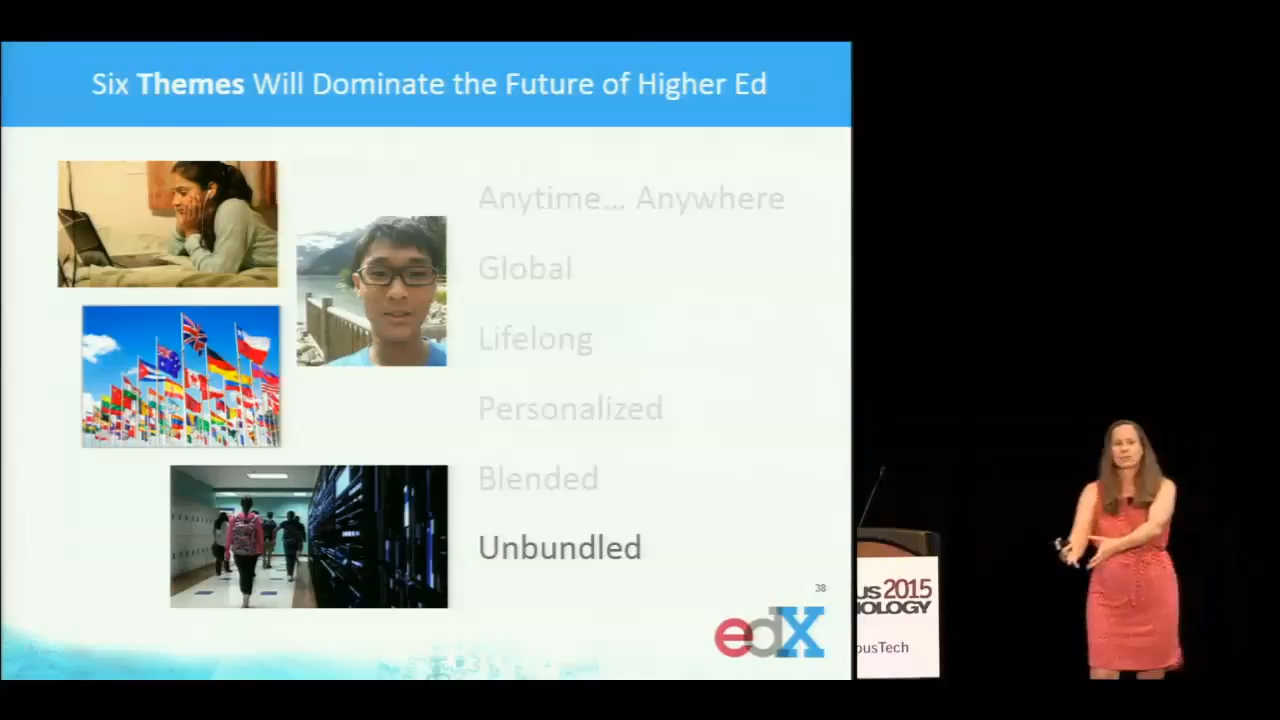 Six Themes Will Dominate the Future of Higher Ed
Anytime... Anywhere
Global
Lifelong
Personalized
Blended
Unbundled
38
edX
us 2015
NOLOGY
ousTech